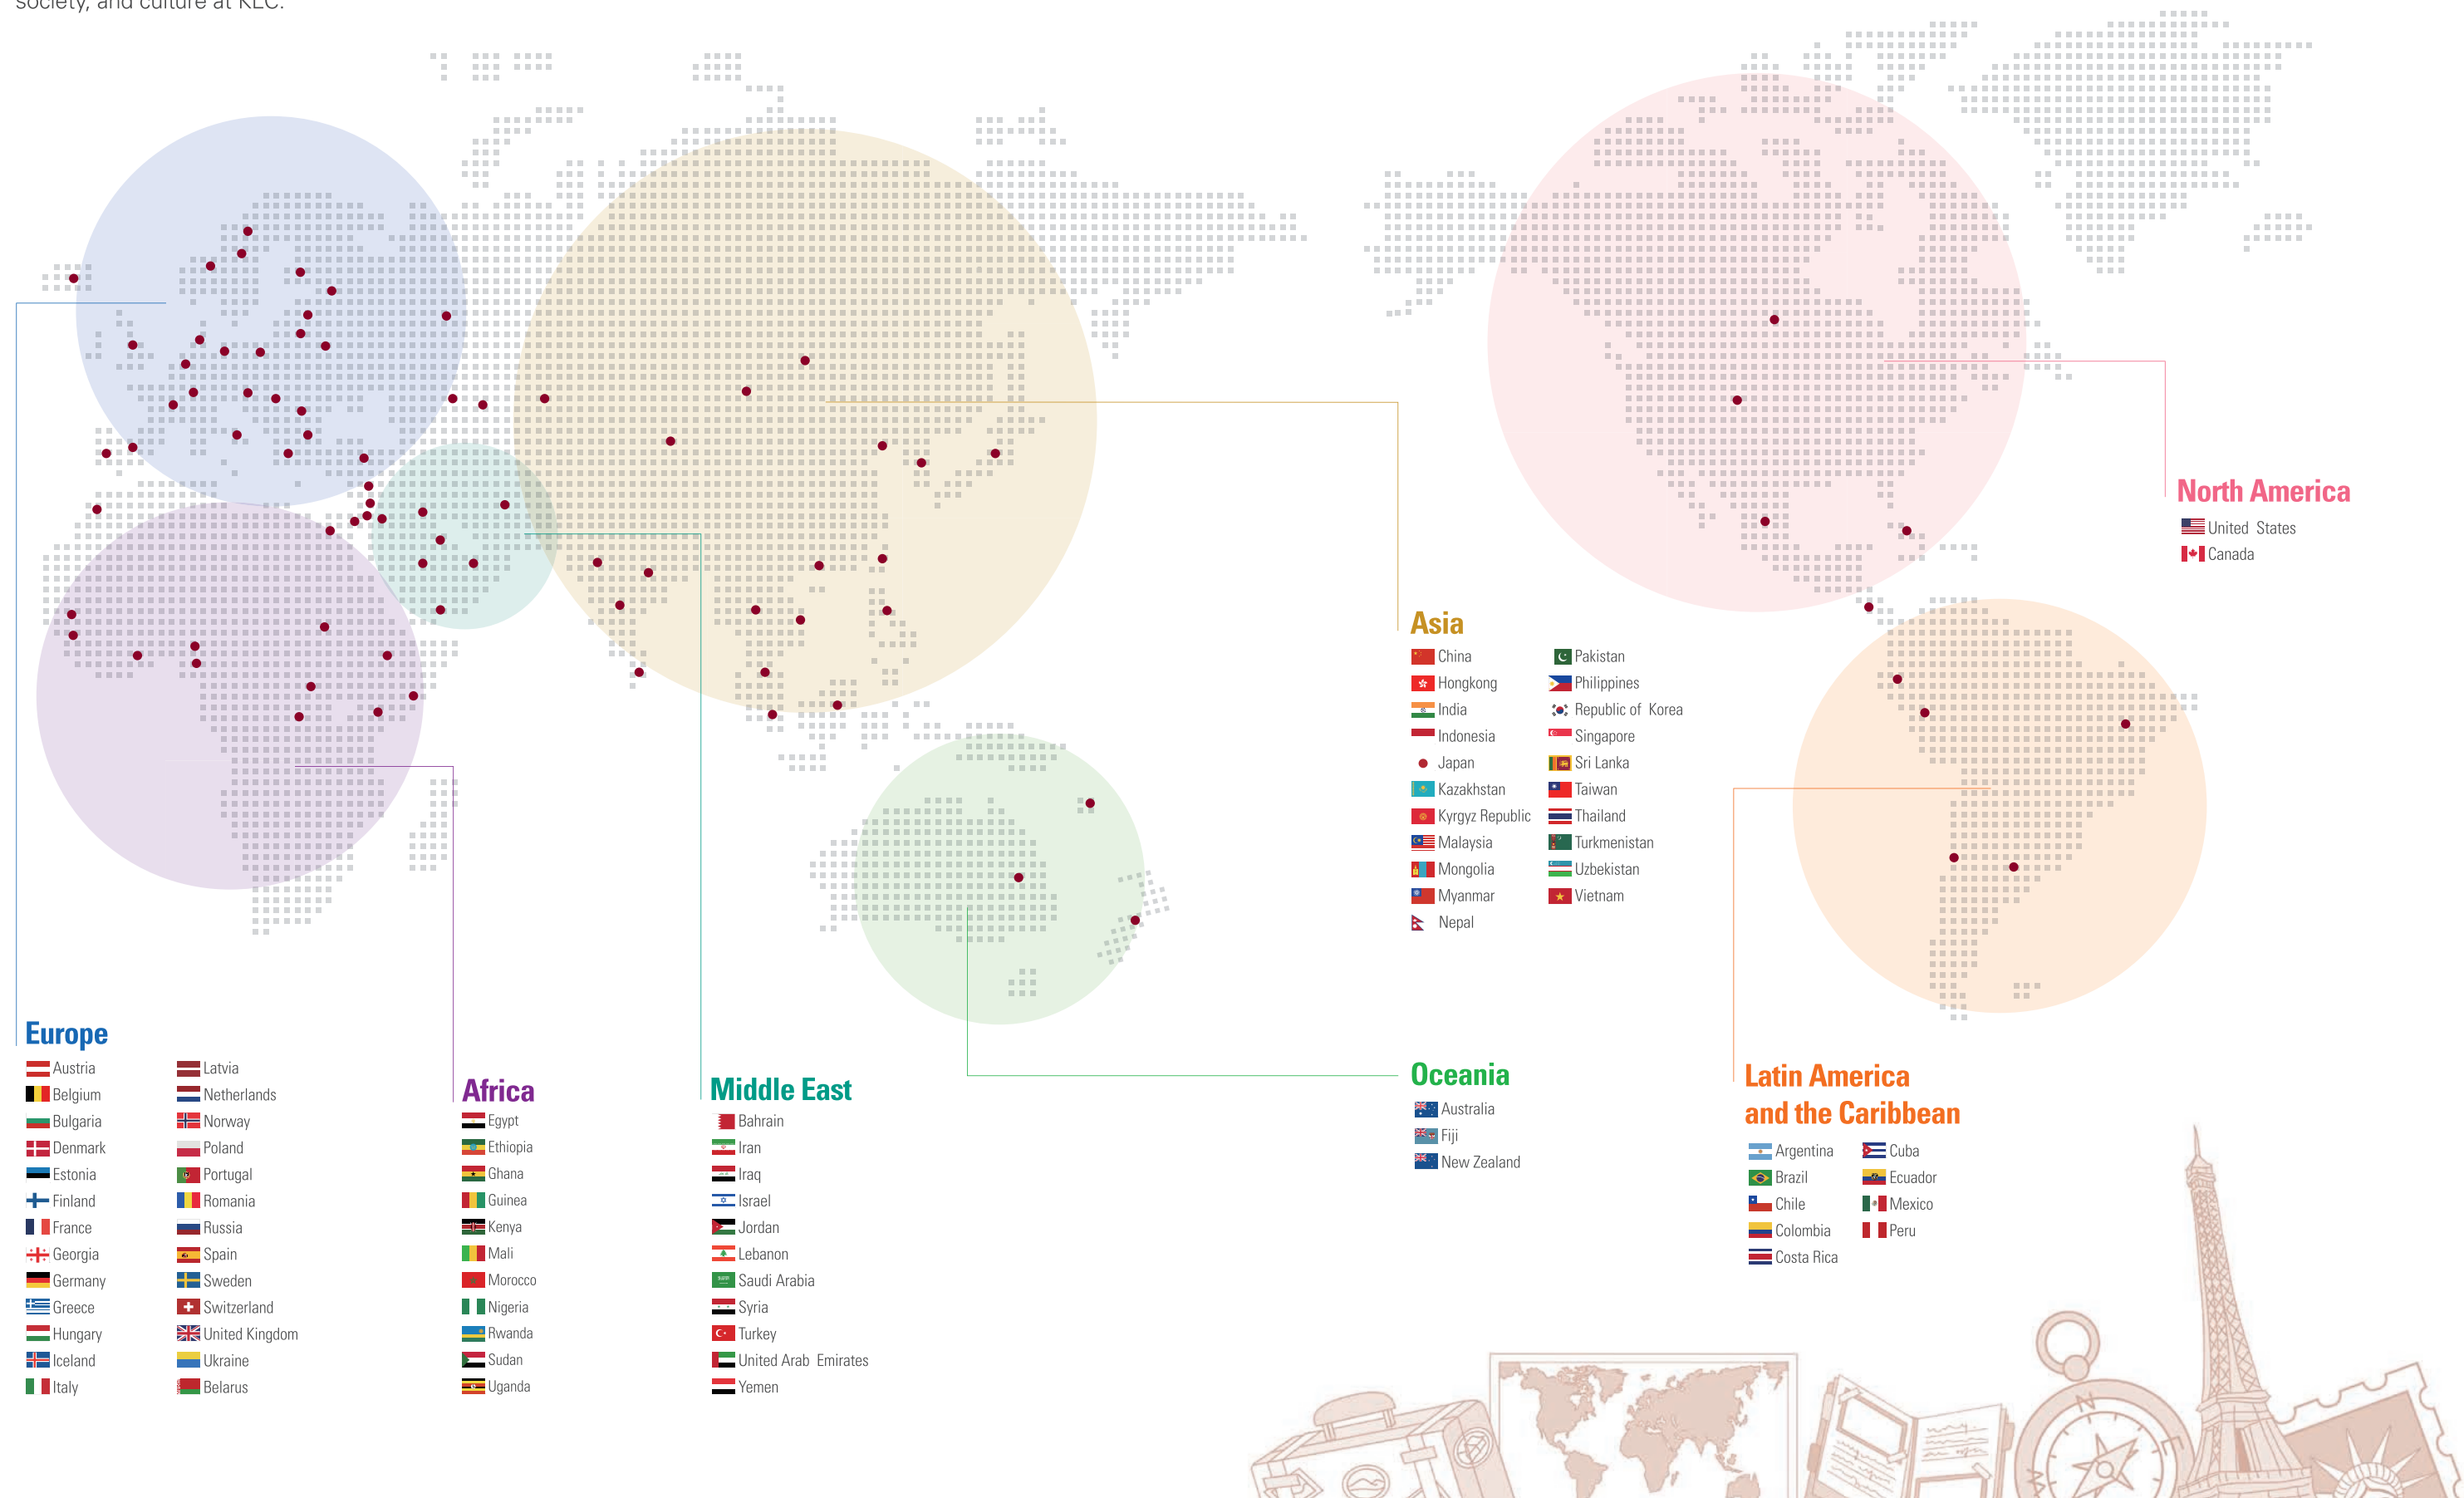 society, and culture at KLC.
North America
United States
Canada
Asia
China
Hongkong
India
Indonesia
Japan
Kazakhstan
Kyrgyz Republic
Malaysia
Mongolia
Myanmar
Nepal
Pakistan
Philippines
Republic of Korea
Singapore
Sri Lanka
Taiwan
Thailand
Turkmenistan
Uzbekistan
Vietnam
Europe
Austria
Belgium
Bulgaria
Denmark
Estonia
Finland
France
Georgia
Germany
Greece
Hungary
Iceland
Italy
Latvia
Netherlands
Norway
Poland
Portugal
Romania
Russia
Spain
Sweden
Switzerland
United Kingdom
Ukraine
Belarus
Africa
Egypt
Ethiopia
Ghana
Guinea
Kenya
Mali
Morocco
Nigeria
Rwanda
Sudan
Uganda
Middle East
Bahrain
Iran
Iraq
Israel
Jordan
Lebanon
Saudi Arabia
Syria
Turkey
United Arab Emirates
Yemen
Oceania
Australia
Fiji
New Zealand
Latin America
and the Caribbean
Argentina
Brazil
Chile
Colombia
Costa Rica
Cuba
Ecuador
Mexico
Peru